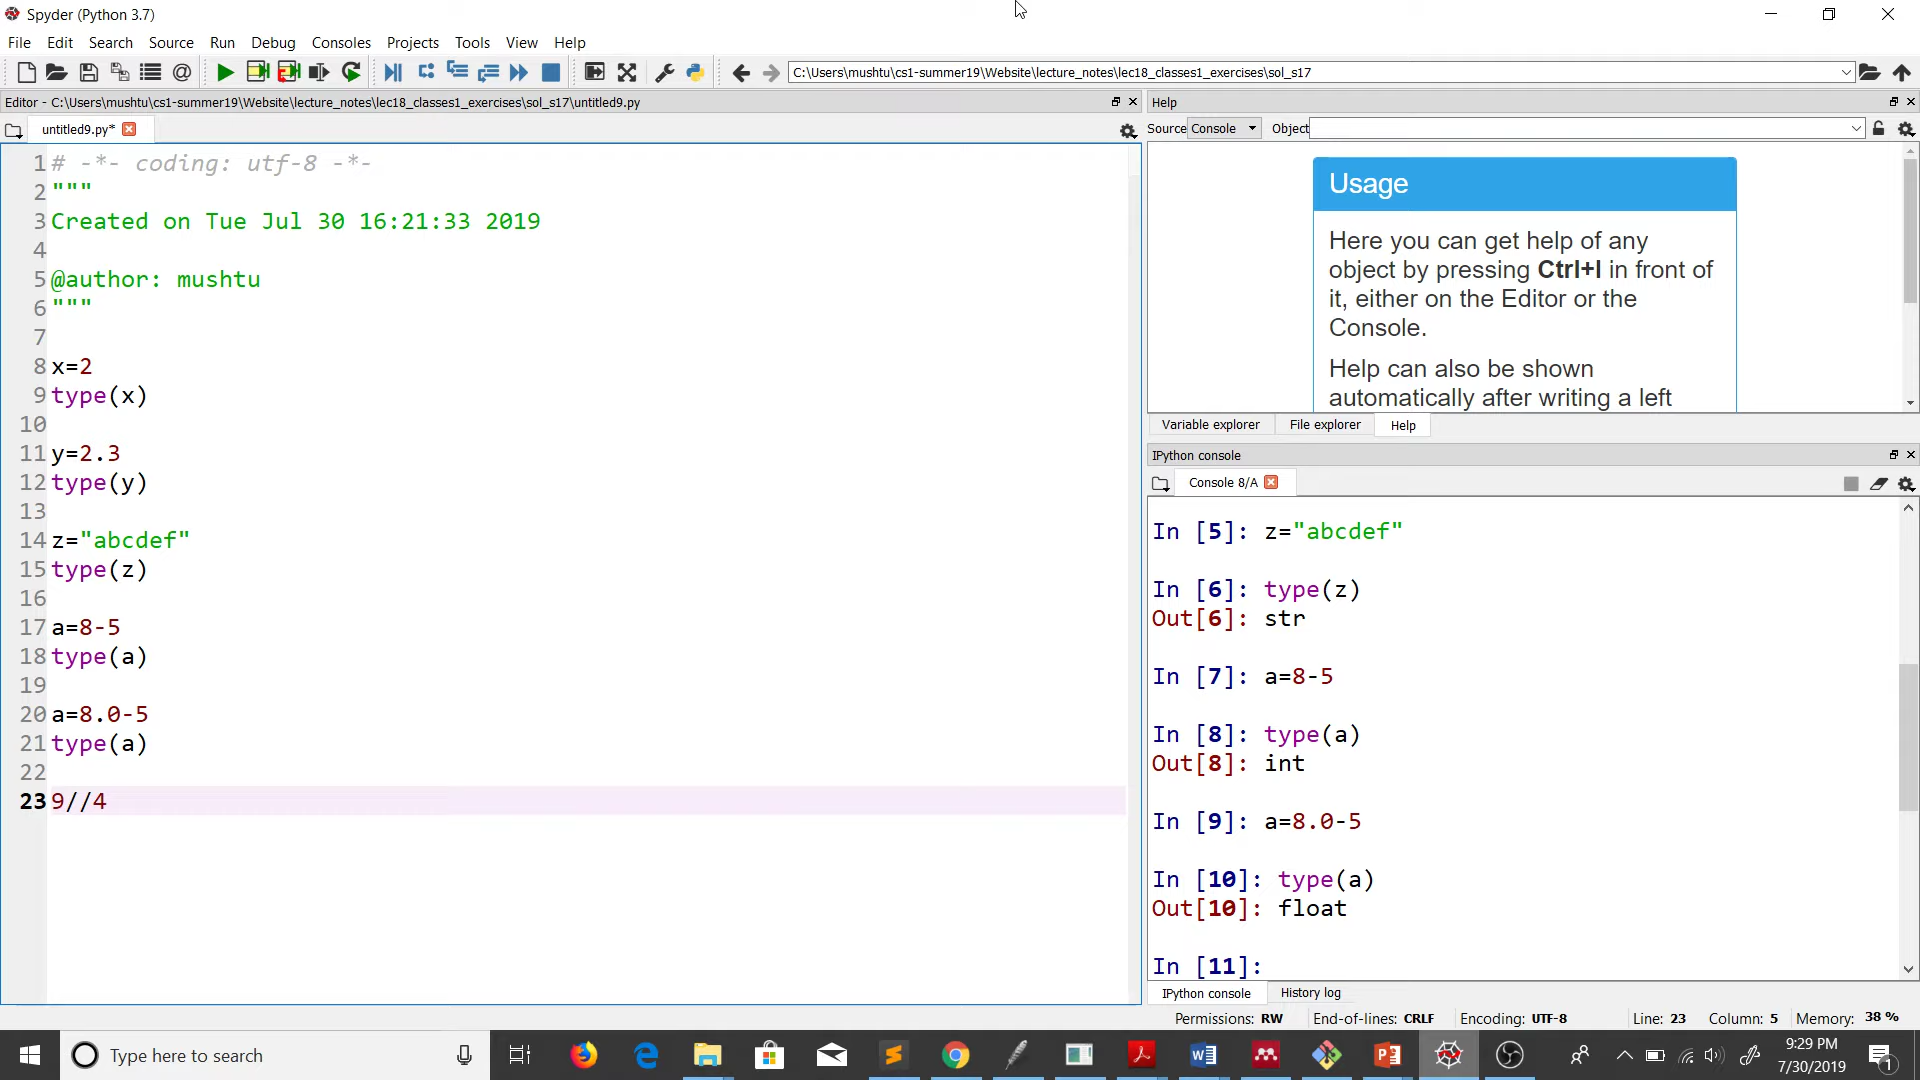 Spyder (Python 3.7)
File Edit Search Source Run Debug Consoles Projects Tools View Help
C:\Users\mushtu\cs1-summer19\Website\lecture_notes\lec18_classes1_exercises\sol_s17
Editor - C:\Users\mushtu\cs1-summer19\Website\lecture_notes\lec18_classes1_exercises\sol_s17\untitled9.py
untitled9.py*
1 # -*- coding: utf-8 -*-
2 """
3 Created on Tue Jul 30 16:21:33 2019
4
5 @author: mushtu
6 """
7
8 x=2
9 type(x)
10
11 y=2.3
12 type(y)
13
14 z="abcdef"
15 type(z)
16
17 a=8-5
18 type(a)
19
20 a=8.0-5
21 type(a)
22
23 9//4
Help
Source Console Object
Usage
Here you can get help of any
object by pressing Ctrl+I in front of
it, either on the Editor or the
Console.
Help can also be shown
automatically after writing a left
Variable explorer File explorer Help
IPython console
Console 8/A
In [5]: z="abcdef"
In [6]: type(z)
Out[6]: str
In [7]: a=8-5
In [8]: type(a)
Out[8]: int
In [9]: a=8.0-5
In [10]: type(a)
Out[10]: float
In [11]:
IPython console History log
Permissions: RW End-of-lines: CRLF Encoding: UTF-8 Line: 23 Column: 5 Memory: 38 %
Type here to search
9:29 PM
7/30/2019
1